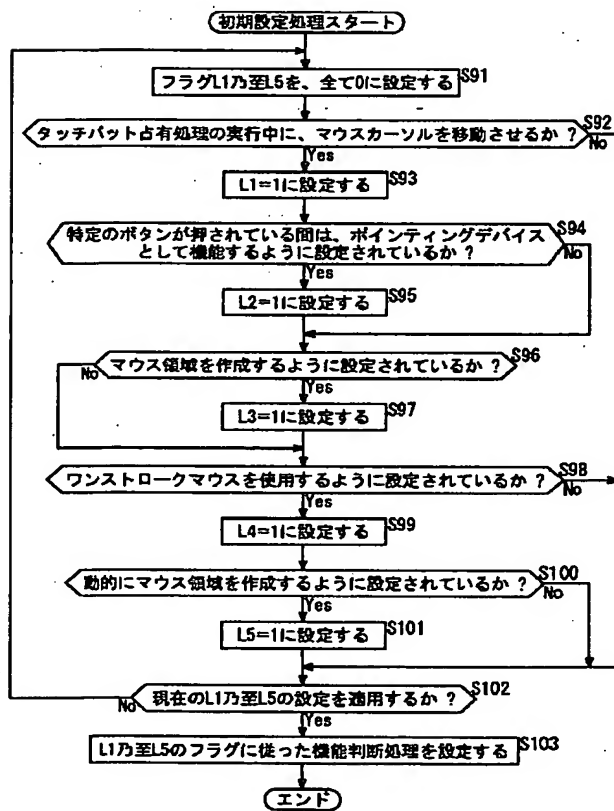 初期設定処理スタート
フラグL1乃至L5を、全て0に設定する
S91
タッチパット占有処理の実行中に、マウスカーソルを移動させるか ?
S92
No
Yes
L1=1に設定する
S93
特定のボタンが押されている間は、ポインティングデバイス
として機能するように設定されているか ?
S94
No
Yes
L2=1に設定する
S95
マウス領域を作成するように設定されているか ?
S96
No
Yes
L3=1に設定する
S97
ワンストロークマウスを使用するように設定されているか ?
S98
No
Yes
L4=1に設定する
S99
動的にマウス領域を作成するように設定されているか ?
S100
No
Yes
L5=1に設定する
S101
現在のL1乃至L5の設定を適用するか ?
S102
No
Yes
L1乃至L5のフラグに従った機能判断処理を設定する
S103
エンド